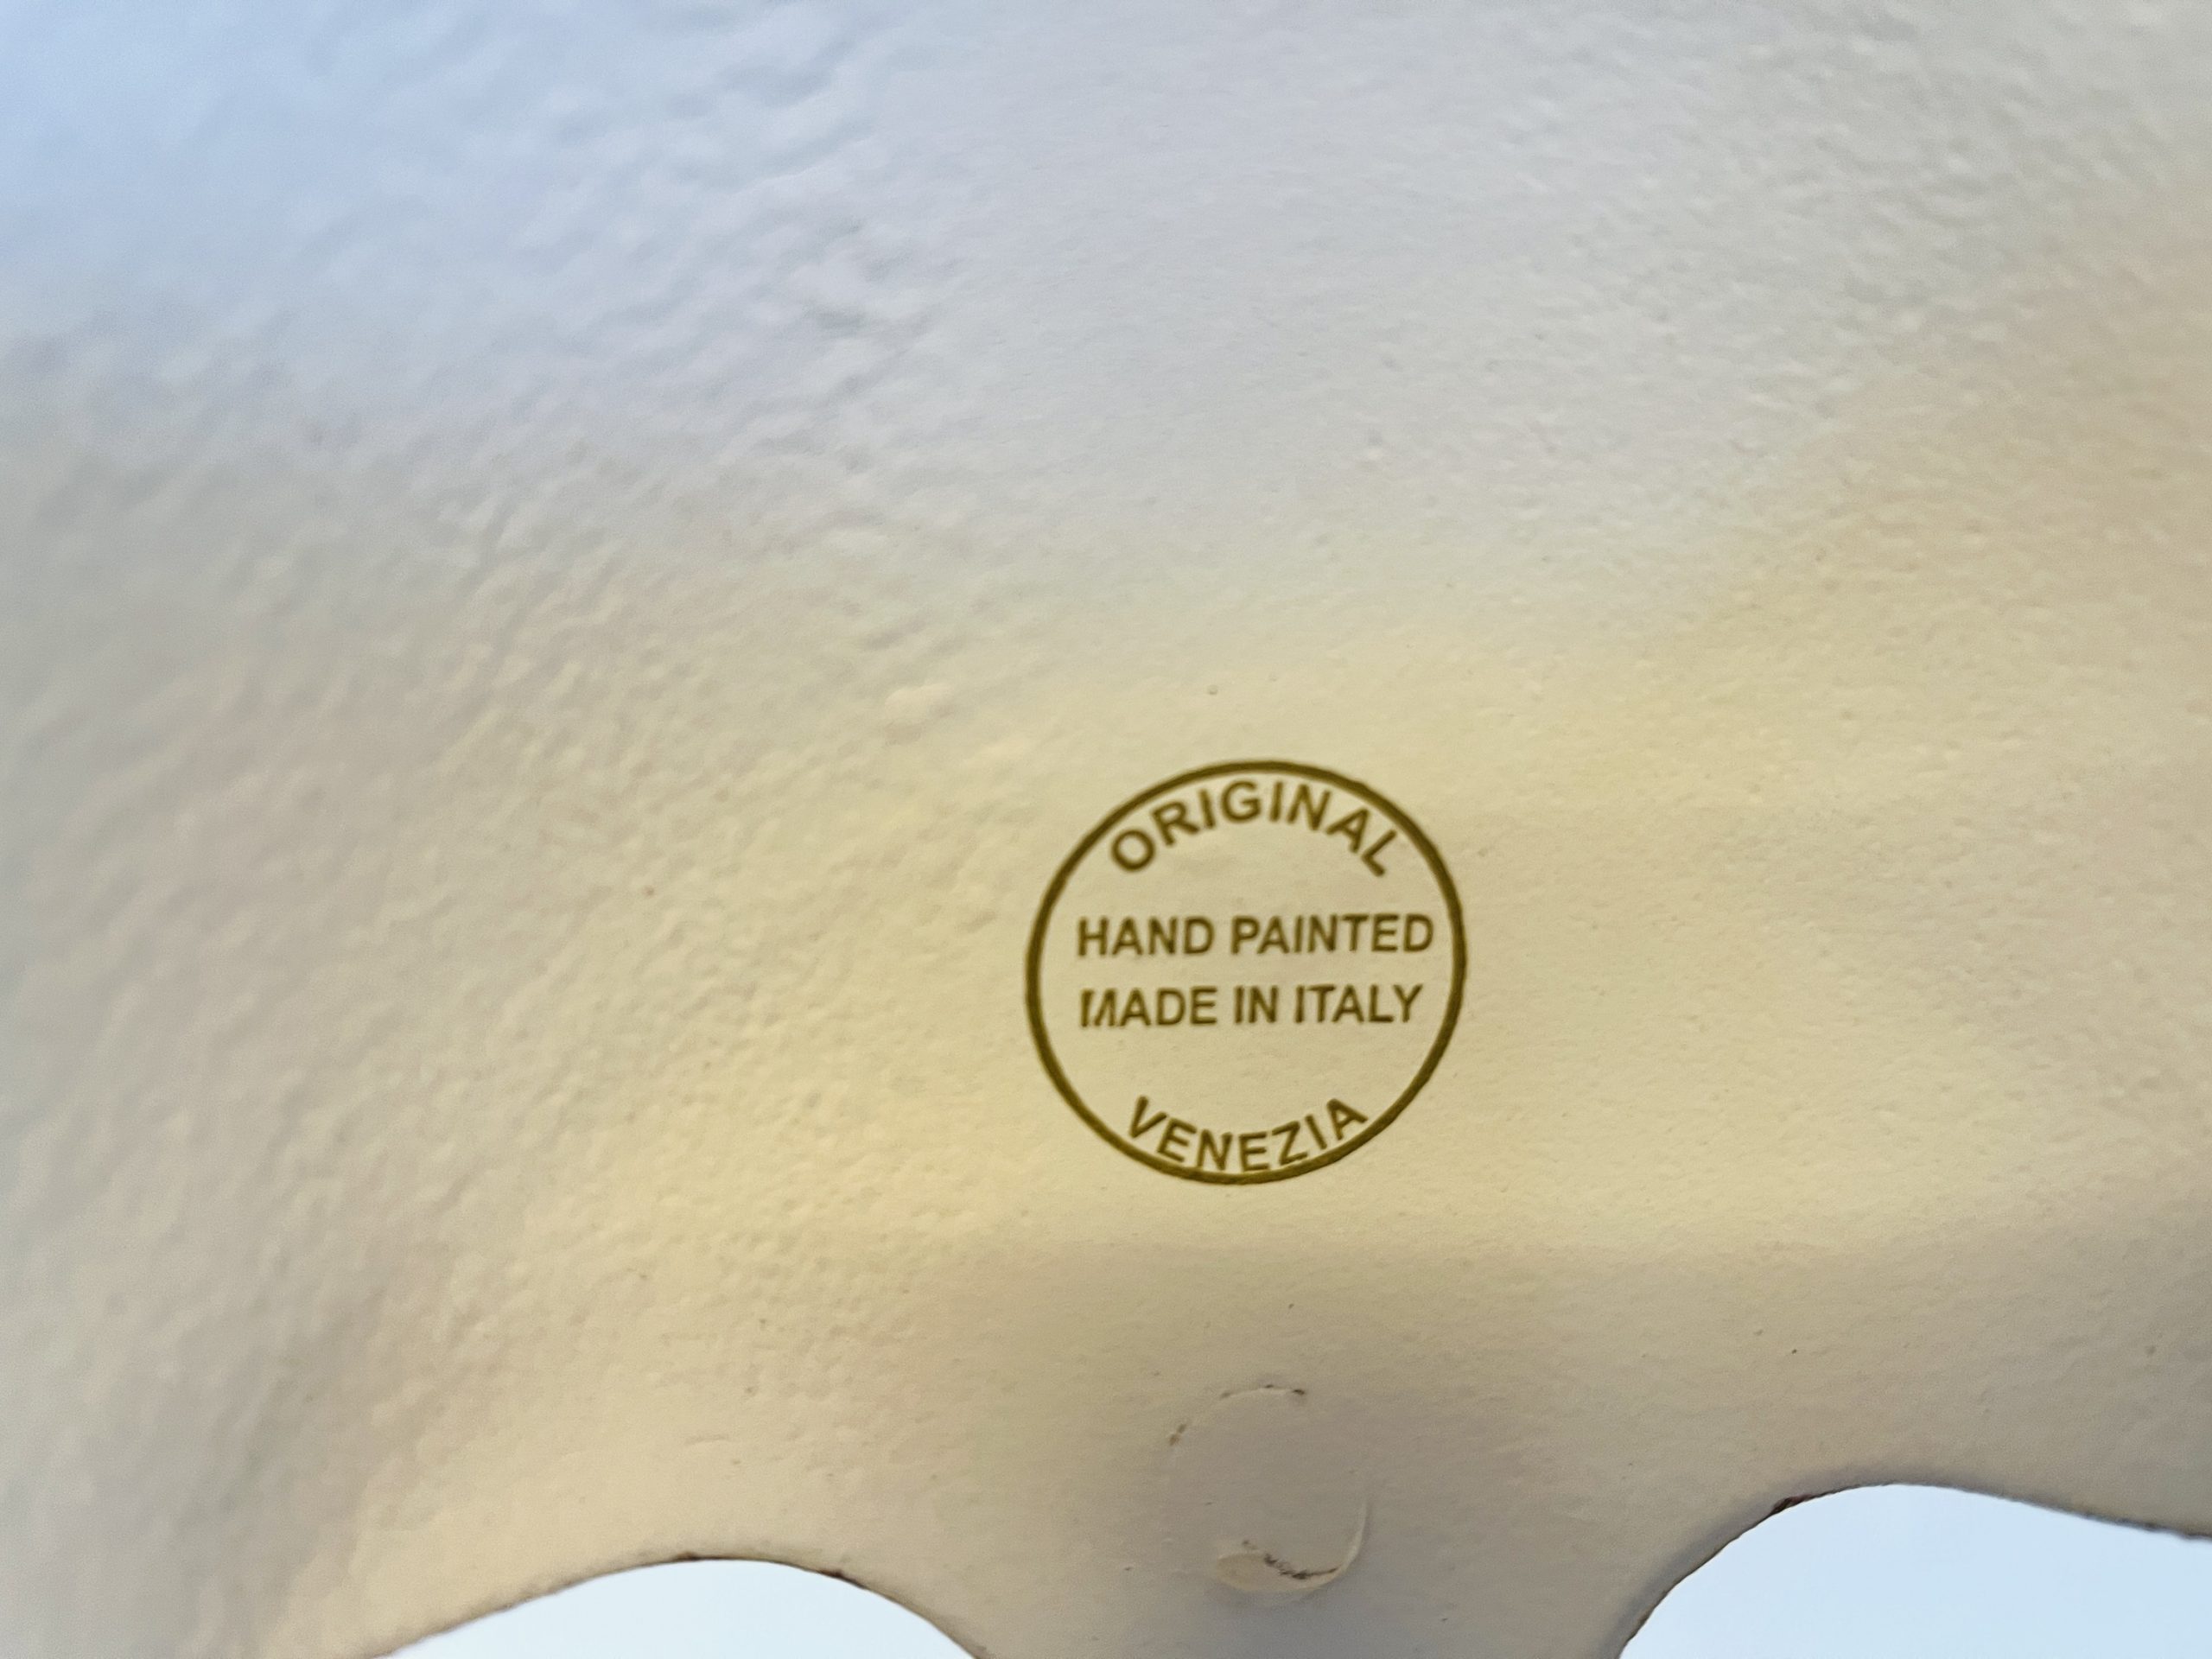 ORIGINAL
HAND PAINTED
MADE IN ITALY
VENEZIA